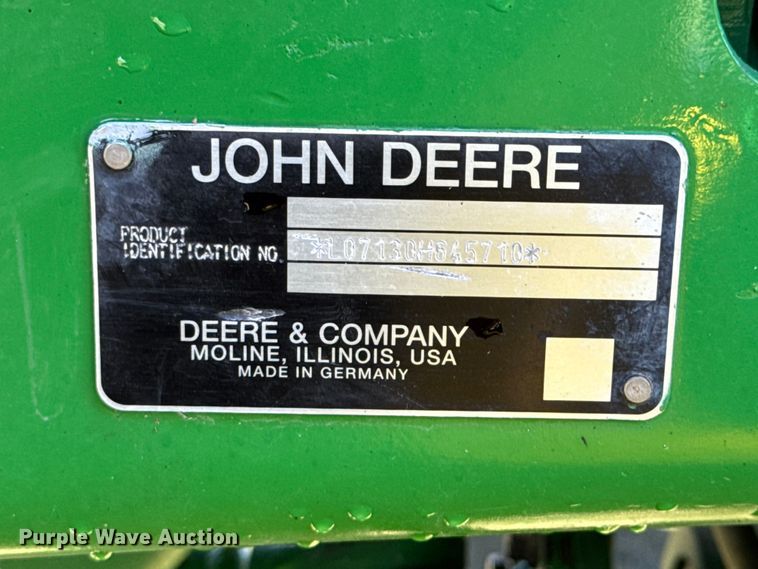 JOHN DEERE
PRODUCT
IDENTIFICATION NO.
*L07130H645710*
DEERE & COMPANY
MOLINE, ILLINOIS, USA
MADE IN GERMANY
Purple Wave Auction